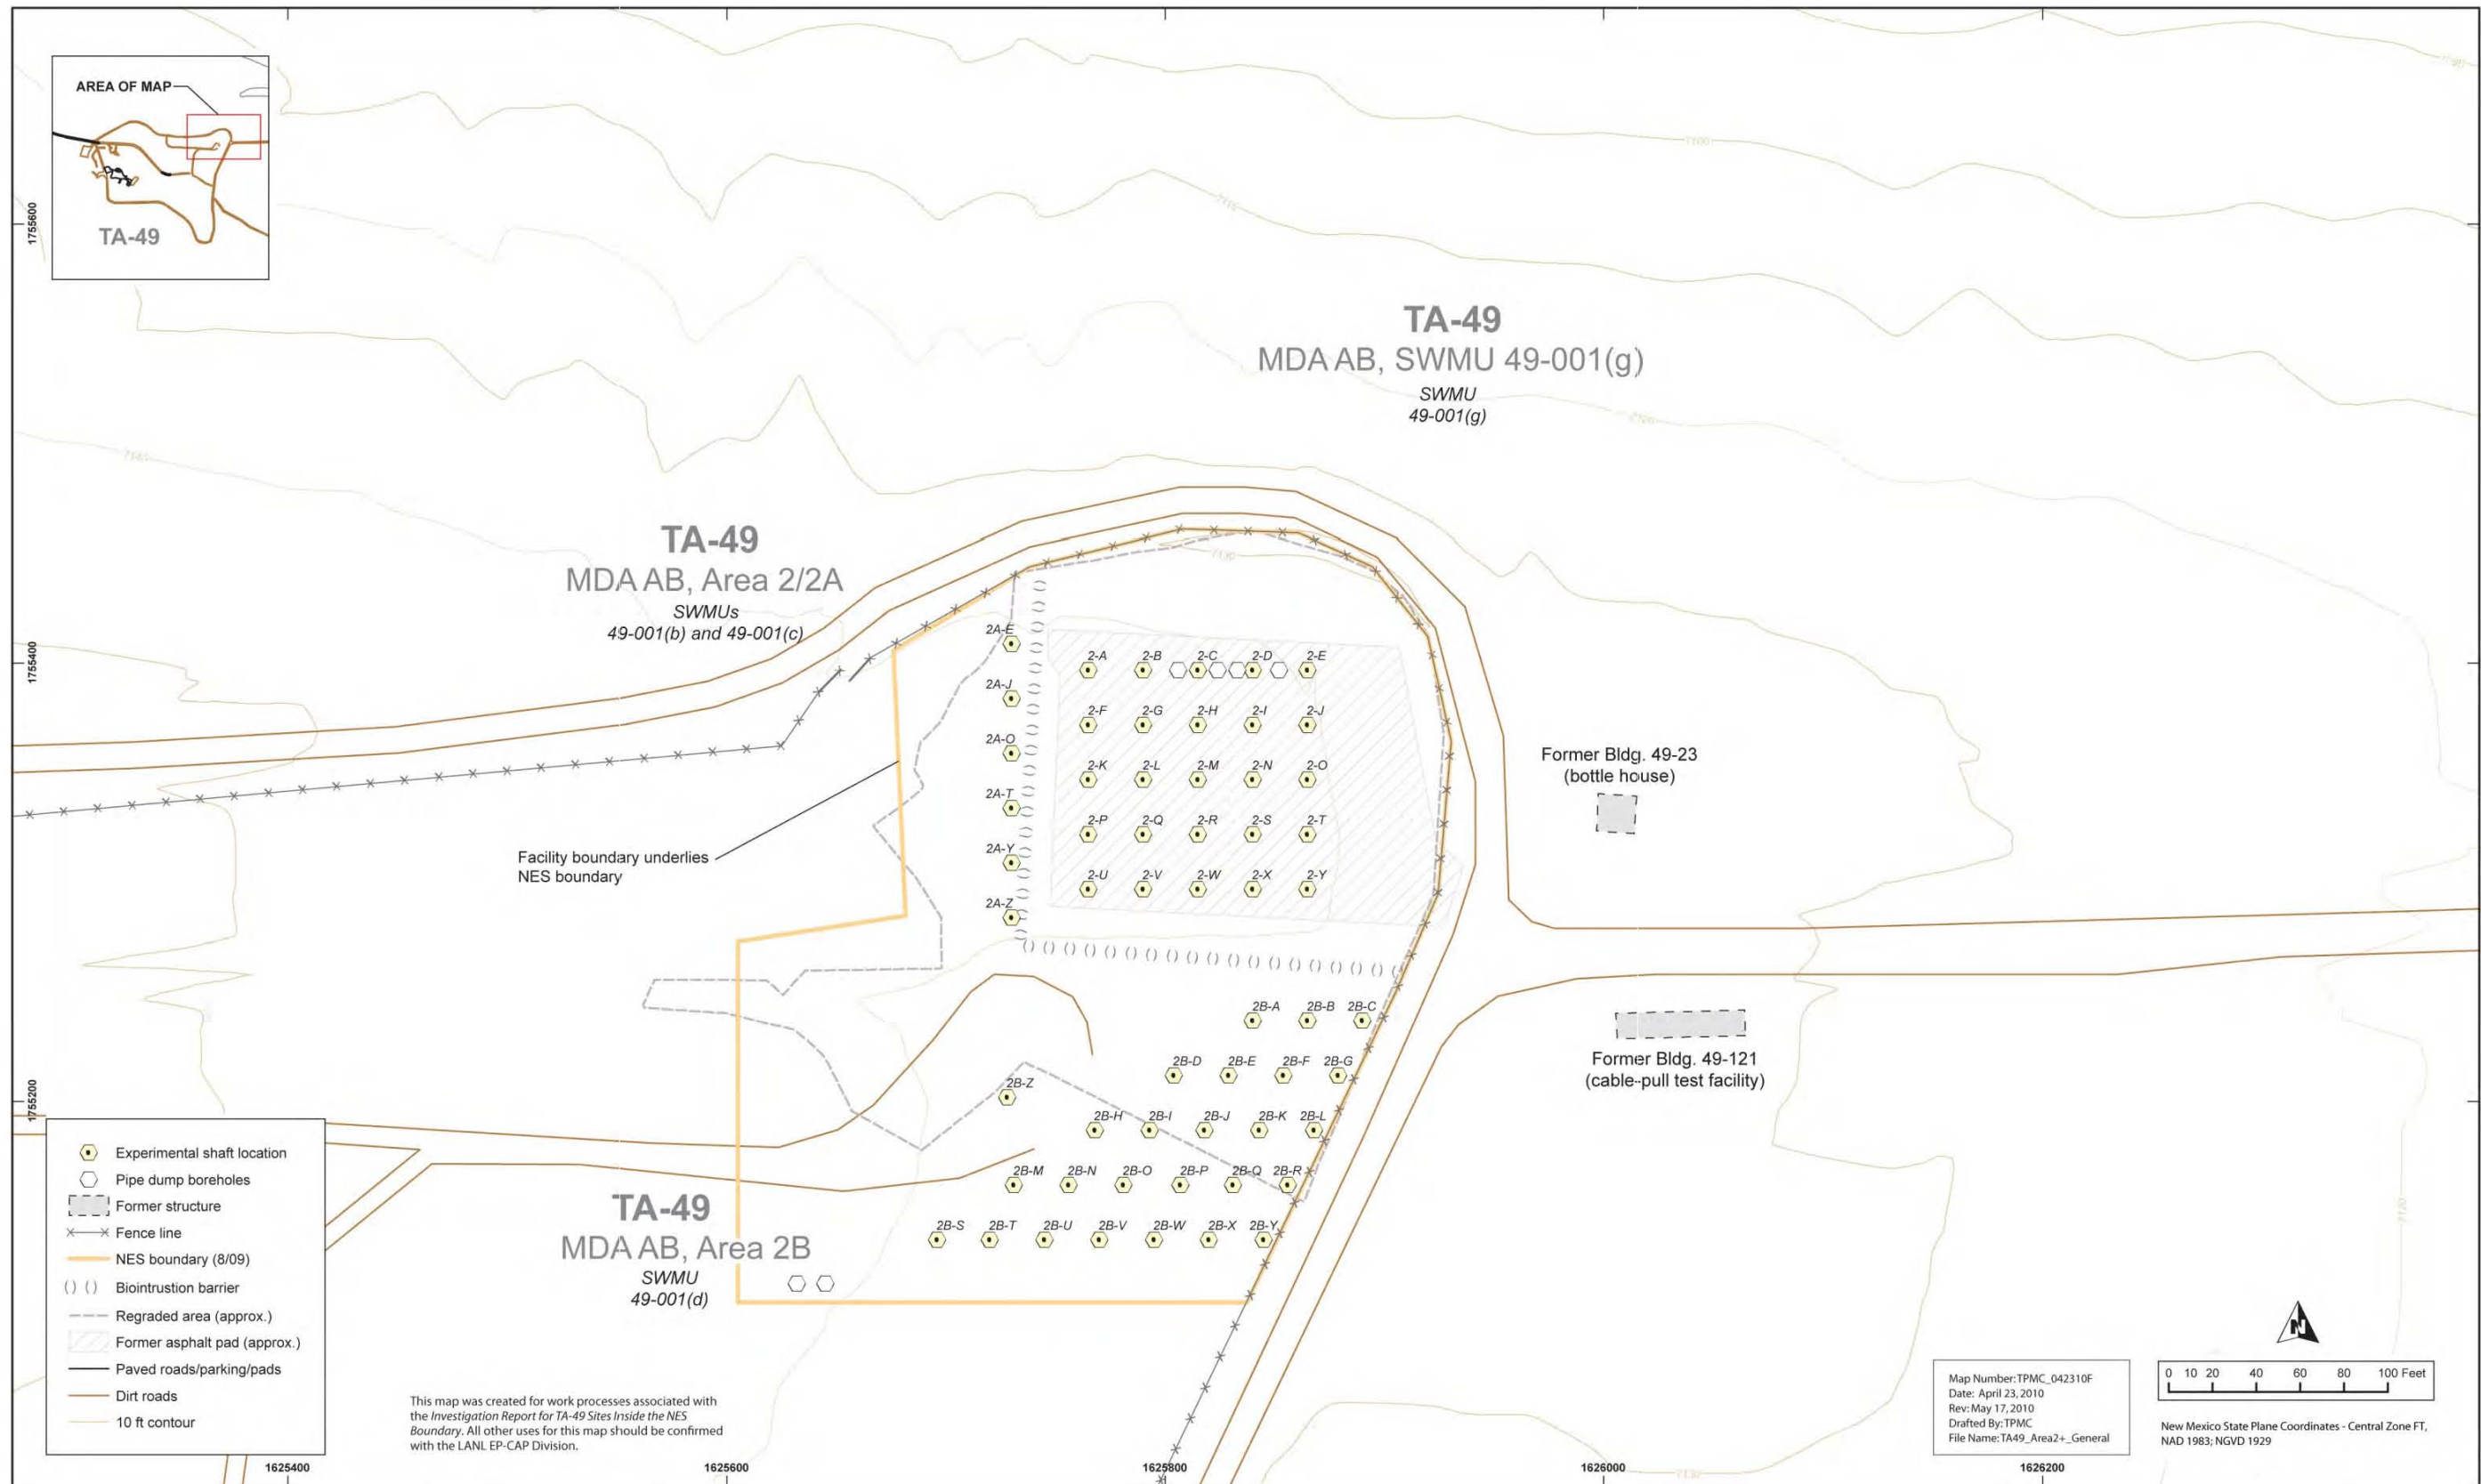 AREA OF MAP
TA-49
TA-49
MDA AB, SWMU 49-001(g)
SWMU
49-001(g)
TA-49
MDA AB, Area 2/2A
SWMUs
49-001(b) and 49-001(c)
7100
7120
7140
7130
2A-E
2A-J
2A-O
2A-T
2A-Y
2A-Z
2-A 2-B 2-C 2-D 2-E
2-F 2-G 2-H 2-I 2-J
2-K 2-L 2-M 2-N 2-O
2-P 2-Q 2-R 2-S 2-T
2-U 2-V 2-W 2-X 2-Y
Former Bldg. 49-23
(bottle house)
Facility boundary underlies
NES boundary
2B-A 2B-B 2B-C
2B-D 2B-E 2B-F 2B-G
2B-Z
2B-H 2B-I 2B-J 2B-K 2B-L
2B-M 2B-N 2B-O 2B-P 2B-Q 2B-R
2B-S 2B-T 2B-U 2B-V 2B-W 2B-X 2B-Y
Former Bldg. 49-121
(cable-pull test facility)
TA-49
MDA AB, Area 2B
SWMU
49-001(d)
7120
7130
Experimental shaft location
Pipe dump boreholes
Former structure
Fence line
NES boundary (8/09)
Biointrusion barrier
Regraded area (approx.)
Former asphalt pad (approx.)
Paved roads/parking/pads
Dirt roads
10 ft contour
This map was created for work processes associated with
the Investigation Report for TA-49 Sites Inside the NES
Boundary. All other uses for this map should be confirmed
with the LANL EP-CAP Division.
N
Map Number: TPMC_042310F
Date: April 23, 2010
Rev: May 17, 2010
Drafted By: TPMC
File Name: TA49_Area2+_General
0 10 20 40 60 80 100 Feet
New Mexico State Plane Coordinates - Central Zone FT,
NAD 1983; NGVD 1929
1755600
1755400
1755200
1625400
1625600
1625800
1626000
1626200